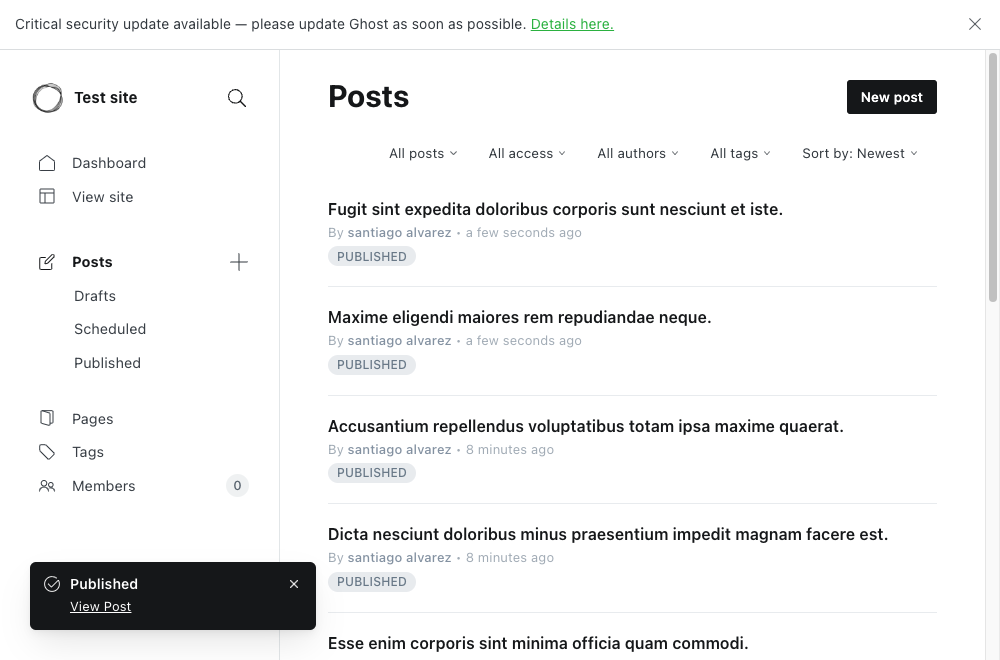 Critical security update available — please update Ghost as soon as possible. Details here.
Test site
Dashboard
View site
Posts
Drafts
Scheduled
Published
Pages
Tags
Members 0
Published
View Post
Posts
New post
All posts All access All authors All tags Sort by: Newest
Fugit sint expedita doloribus corporis sunt nesciunt et iste.
By santiago alvarez • a few seconds ago
PUBLISHED
Maxime eligendi maiores rem repudiandae neque.
By santiago alvarez • a few seconds ago
PUBLISHED
Accusantium repellendus voluptatibus totam ipsa maxime quaerat.
By santiago alvarez • 8 minutes ago
PUBLISHED
Dicta nesciunt doloribus minus praesentium impedit magnam facere est.
By santiago alvarez • 8 minutes ago
PUBLISHED
Esse enim corporis sint minima officia quam commodi.